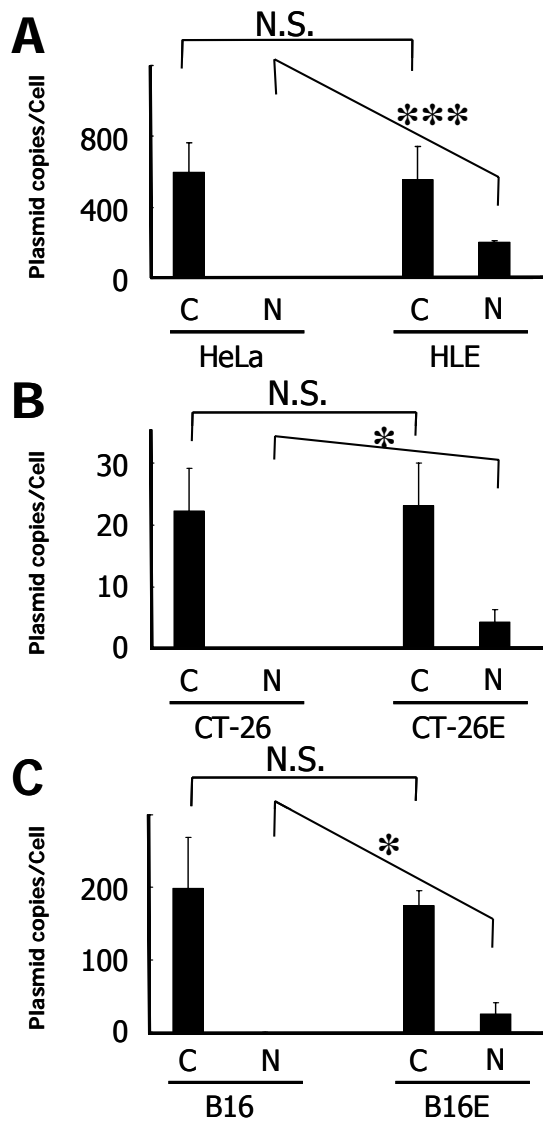 A
N.S.
***
Plasmid copies/Cell
800
400
0
C N C N
HeLa HLE
B
N.S.
*
Plasmid copies/Cell
30
20
10
0
C N C N
CT-26 CT-26E
C
N.S.
*
Plasmid copies/Cell
200
100
0
C N C N
B16 B16E